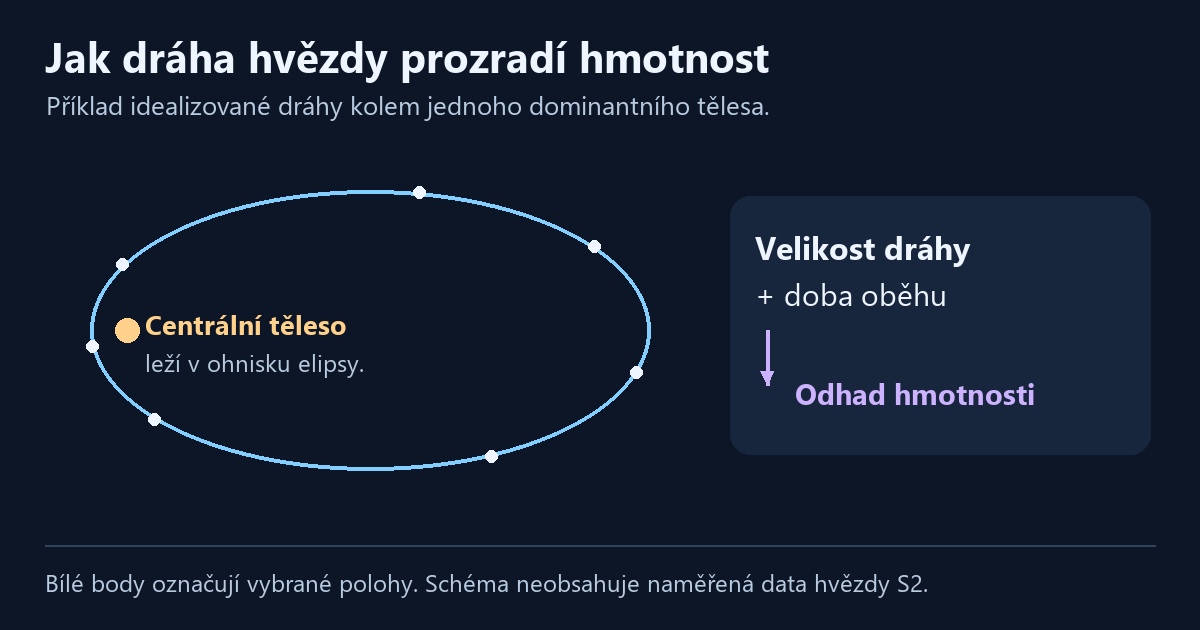 Jak dráha hvězdy prozradí hmotnost
Příklad idealizované dráhy kolem jednoho dominantního tělesa.
Centrální těleso
leží v ohnisku elipsy.
Velikost dráhy
+ doba oběhu
Odhad hmotnosti
Bílé body označují vybrané polohy. Schéma neobsahuje naměřená data hvězdy S2.